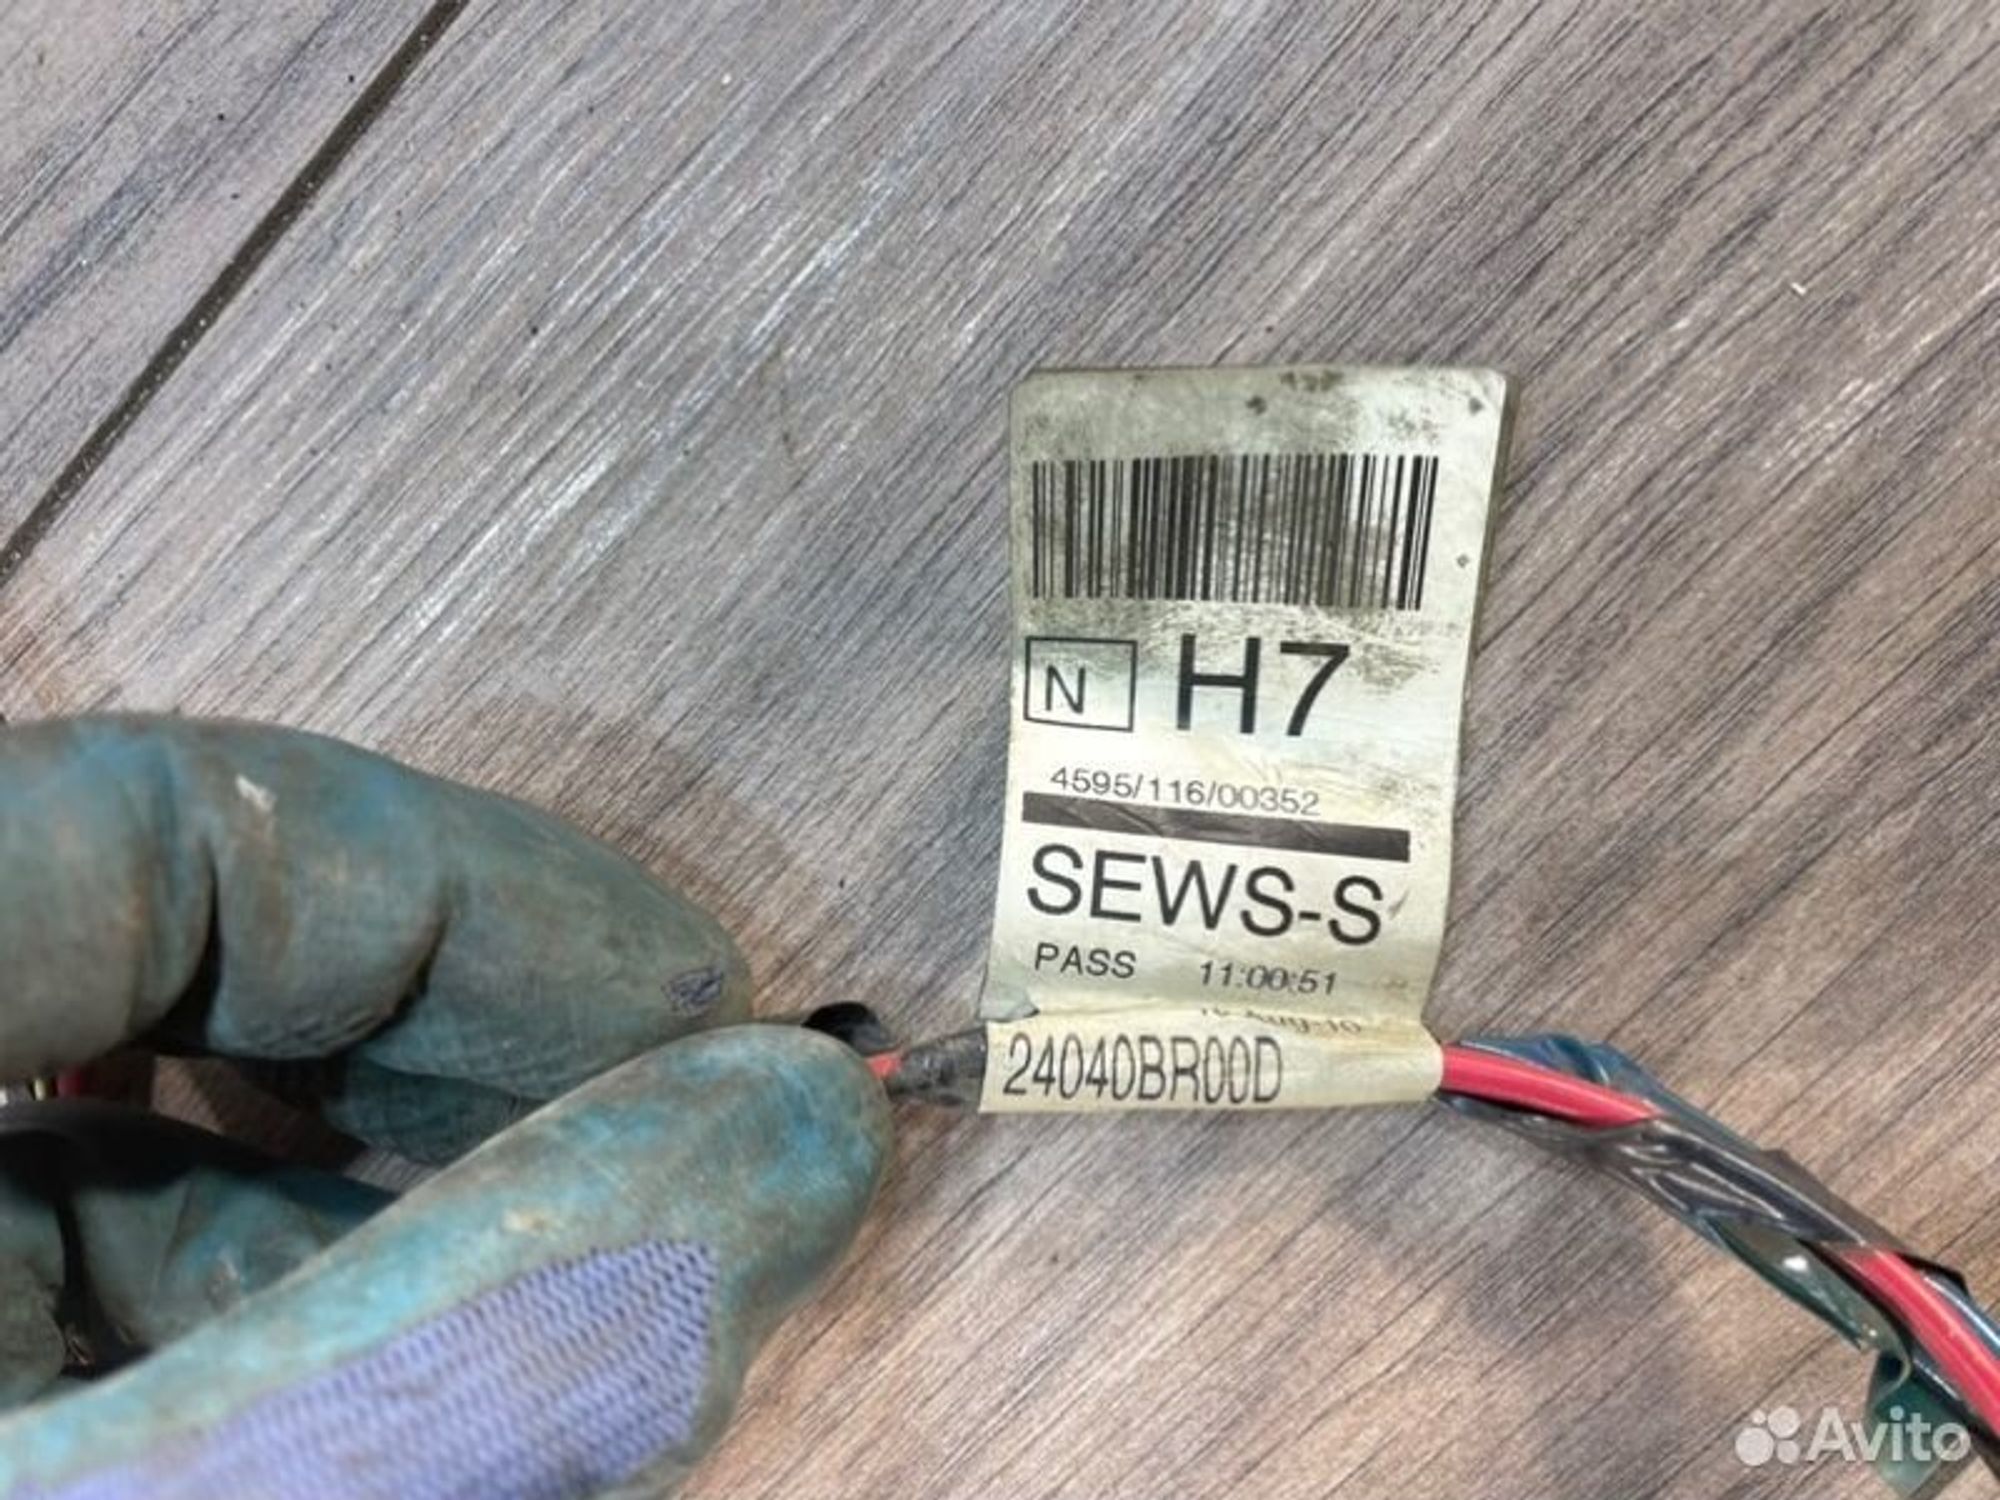 N H7
4595/116/00352
SEWS-S
PASS 11:00:51
24040BR00D
Avito